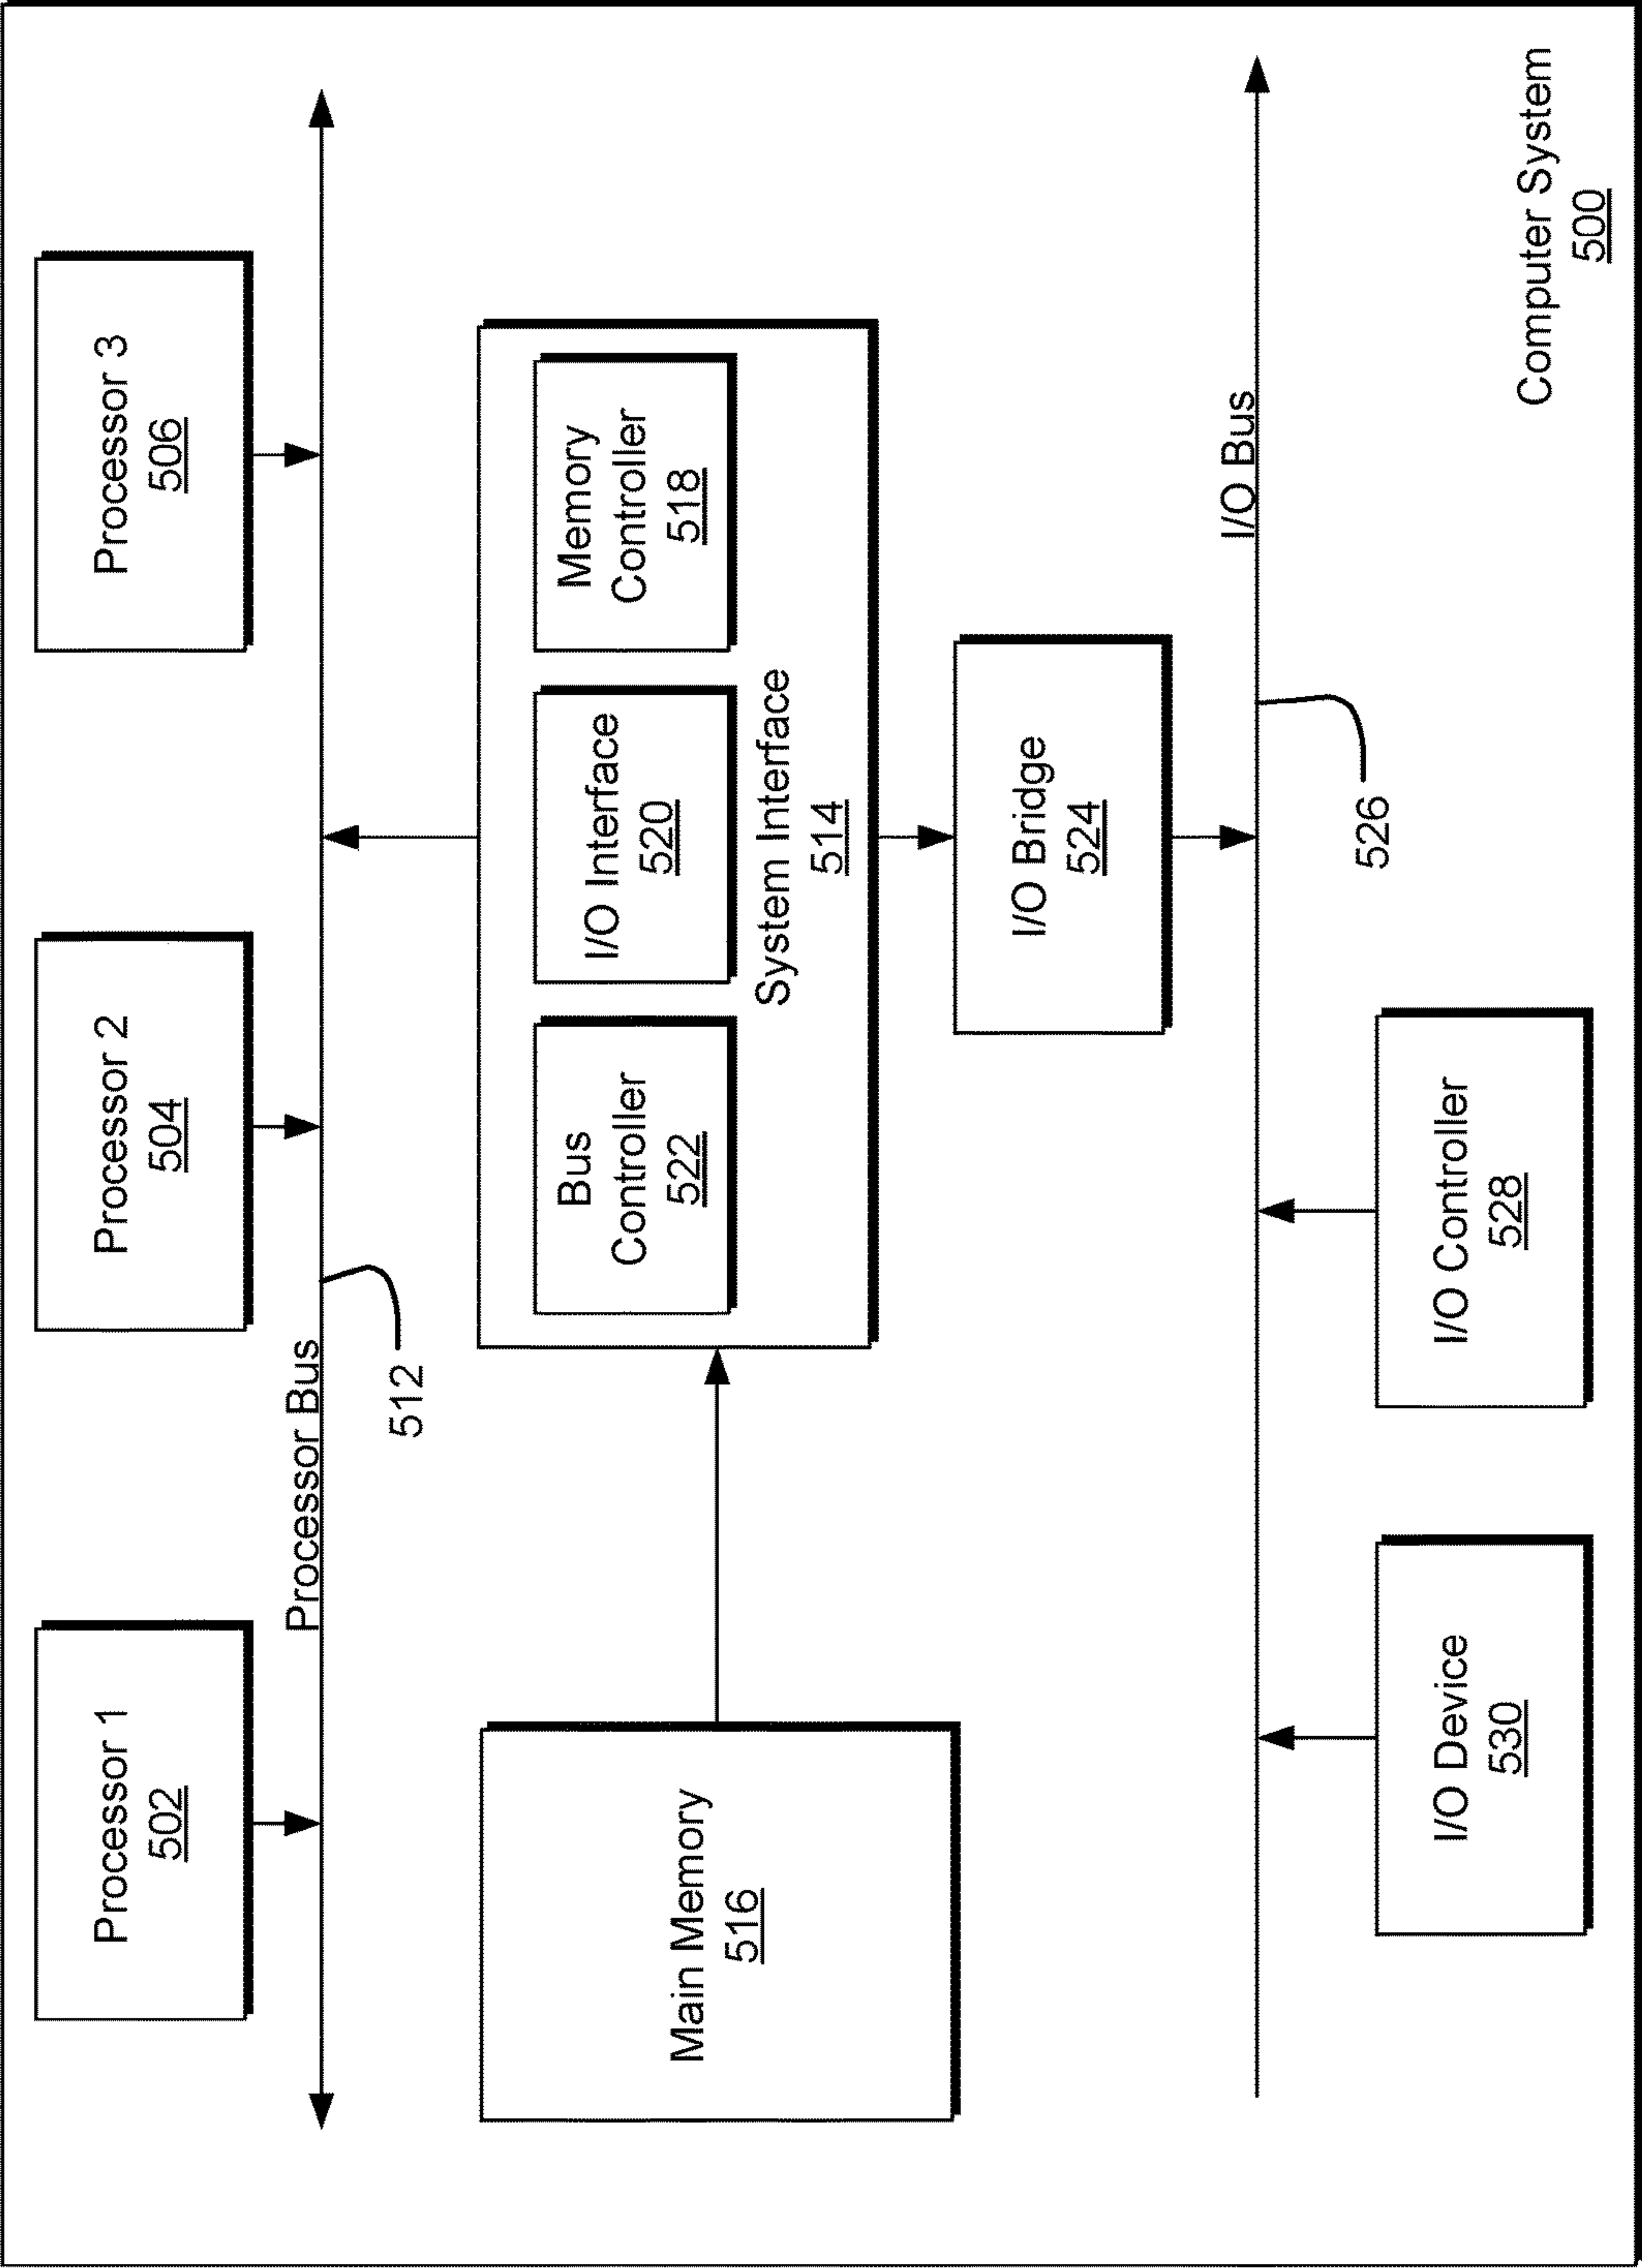 Processor 1
502
Processor 2
504
Processor 3
506
Processor Bus
512
Main Memory
516
Bus
Controller
522
I/O Interface
520
Memory
Controller
518
System Interface
514
I/O Bridge
524
I/O Bus
526
I/O Device
530
I/O Controller
528
Computer System
500